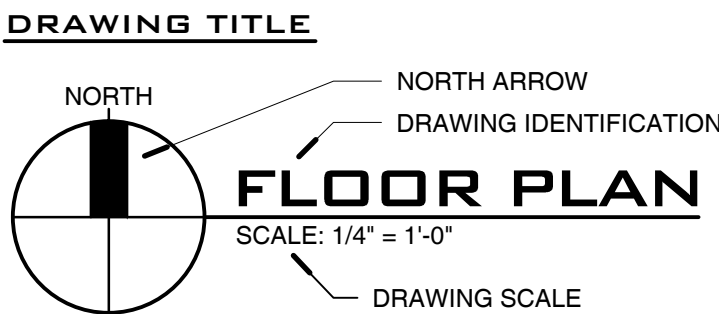 DRAWING TITLE
NORTH
NORTH ARROW
DRAWING IDENTIFICATION
FLOOR PLAN
SCALE: 1/4" = 1'-0"
DRAWING SCALE